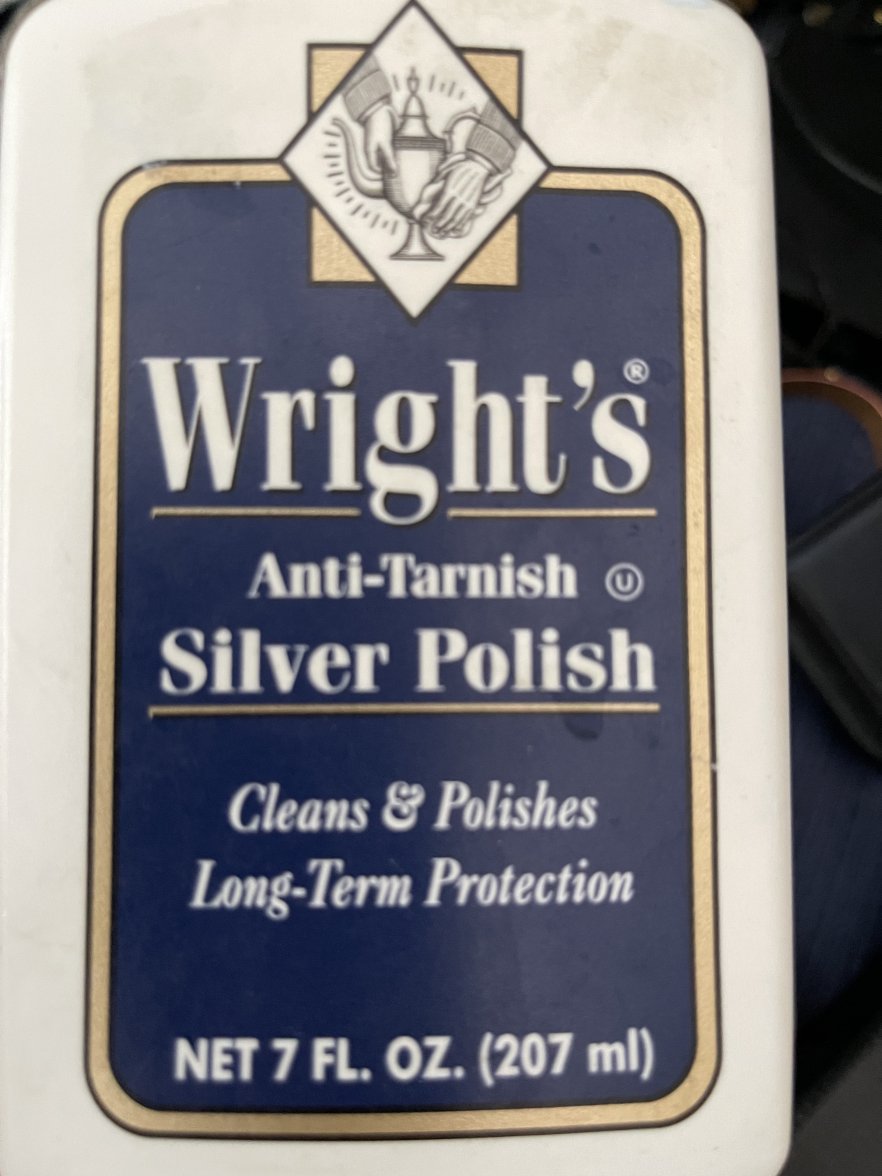 Wright's®
Anti-Tarnish Ⓤ
Silver Polish
Cleans & Polishes
Long-Term Protection
NET 7 FL. OZ. (207 ml)